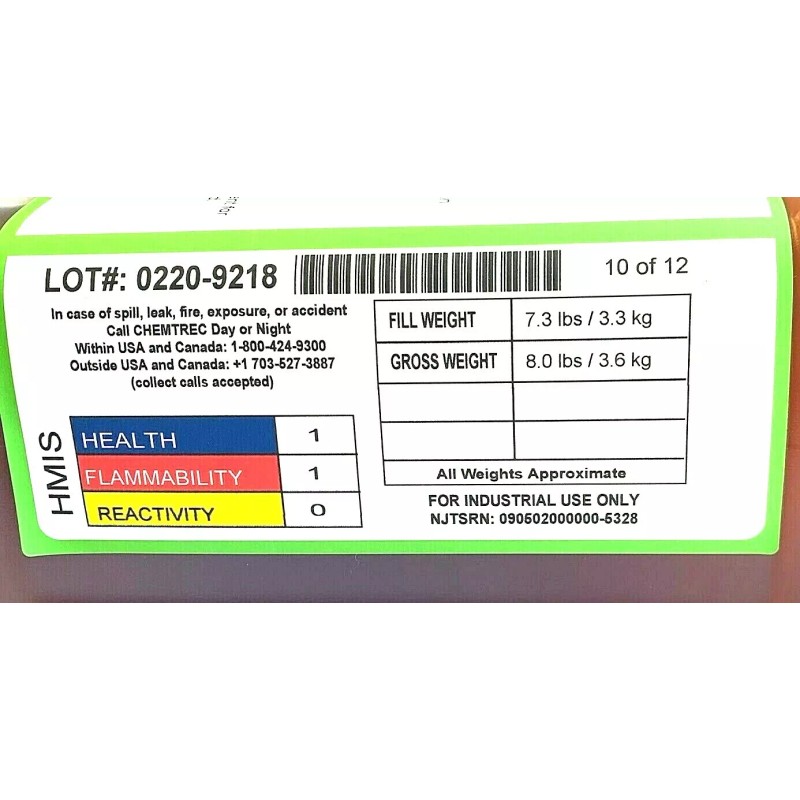 LOT#: 0220-9218
10 of 12
In case of spill, leak, fire, exposure, or accident
Call CHEMTREC Day or Night
Within USA and Canada: 1-800-424-9300
Outside USA and Canada: +1 703-527-3887
(collect calls accepted)
FILL WEIGHT 7.3 lbs / 3.3 kg
GROSS WEIGHT 8.0 lbs / 3.6 kg
All Weights Approximate
HMIS
HEALTH 1
FLAMMABILITY 1
REACTIVITY 0
FOR INDUSTRIAL USE ONLY
NJTSRN: 090502000000-5328